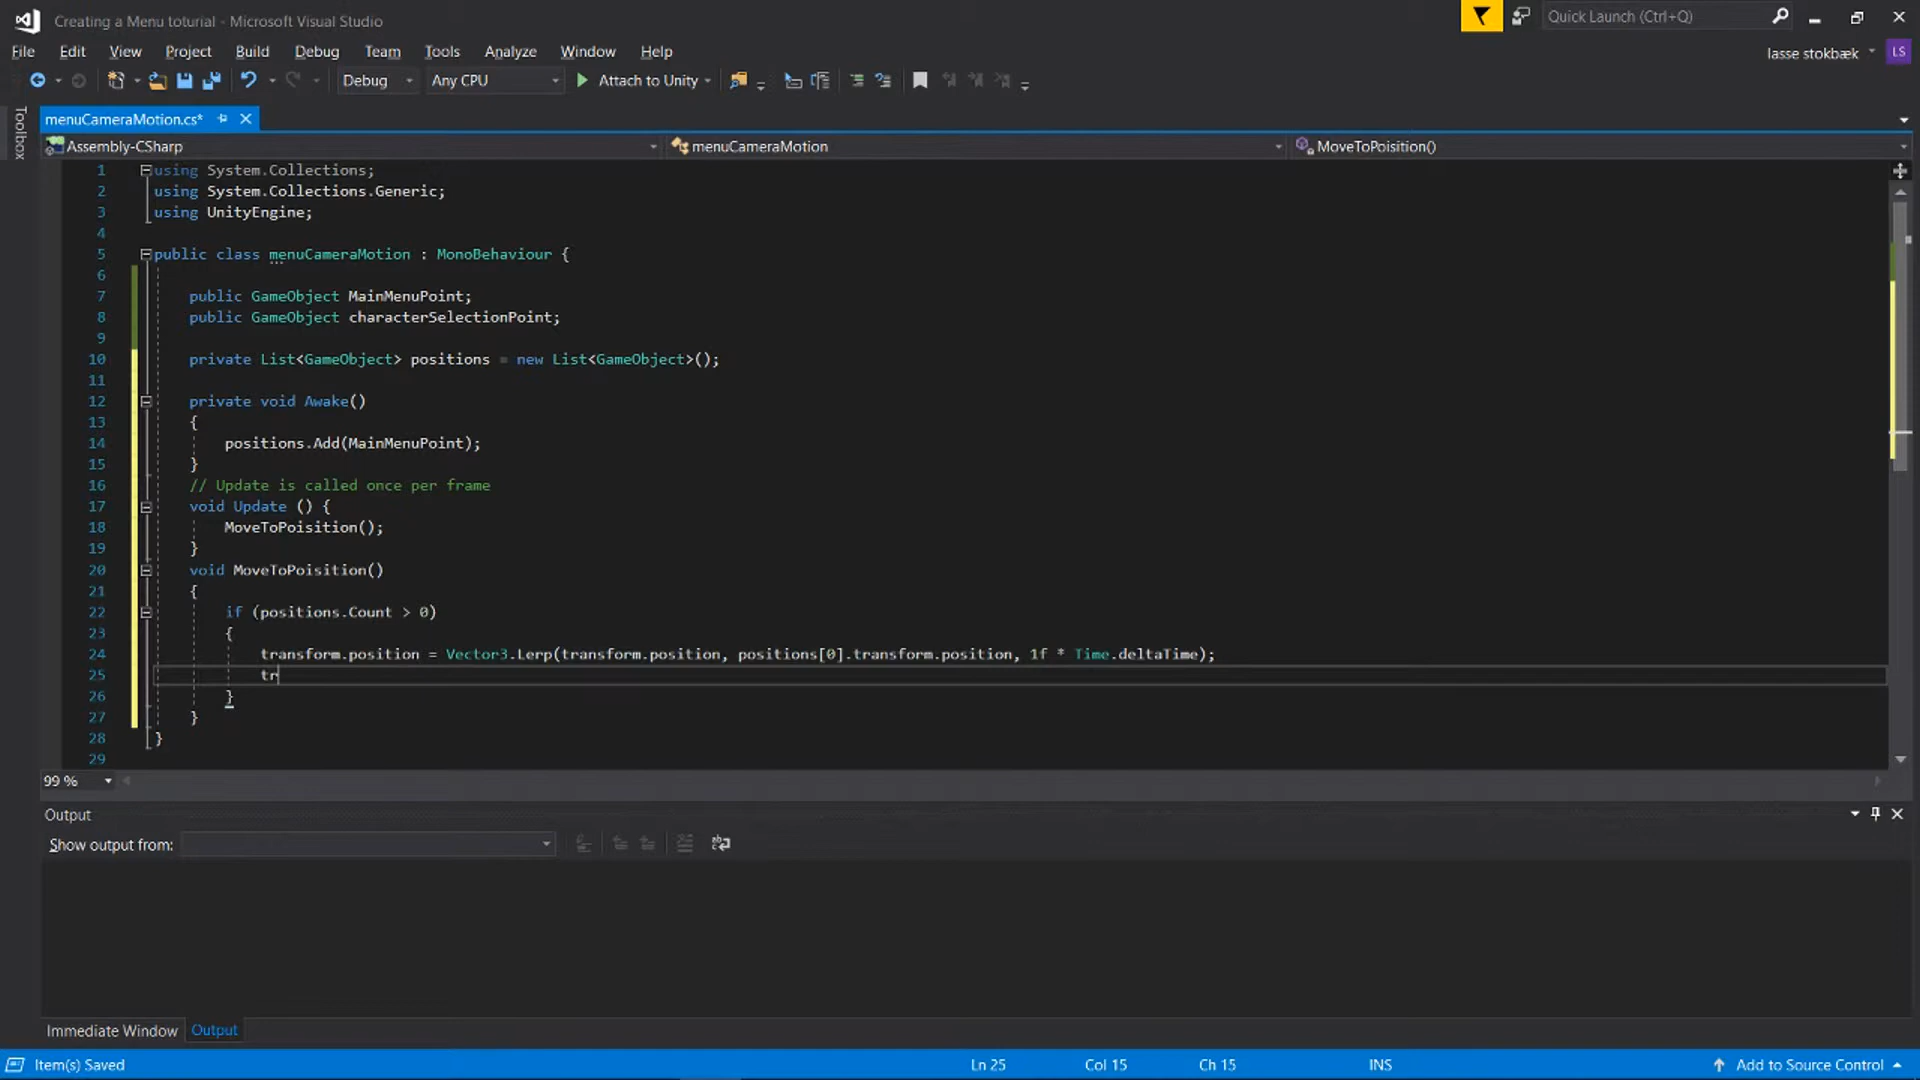 Creating a Menu toturial - Microsoft Visual Studio
Quick Launch (Ctrl+Q)
File Edit View Project Build Debug Team Tools Analyze Window Help
lasse stokbæk
LS
Debug Any CPU Attach to Unity
Toolbox
menuCameraMotion.cs*
Assembly-CSharp menuCameraMotion MoveToPoisition()
1 using System.Collections;
2 using System.Collections.Generic;
3 using UnityEngine;
4
5 public class menuCameraMotion : MonoBehaviour {
6
7 public GameObject MainMenuPoint;
8 public GameObject characterSelectionPoint;
9
10 private List<GameObject> positions = new List<GameObject>();
11
12 private void Awake()
13 {
14 positions.Add(MainMenuPoint);
15 }
16 // Update is called once per frame
17 void Update () {
18 MoveToPoisition();
19 }
20 void MoveToPoisition()
21 {
22 if (positions.Count > 0)
23 {
24 transform.position = Vector3.Lerp(transform.position, positions[0].transform.position, 1f * Time.deltaTime);
25 tr
26 }
27 }
28 }
29
99 %
Output
Show output from:
Immediate Window Output
Item(s) Saved Ln 25 Col 15 Ch 15 INS Add to Source Control